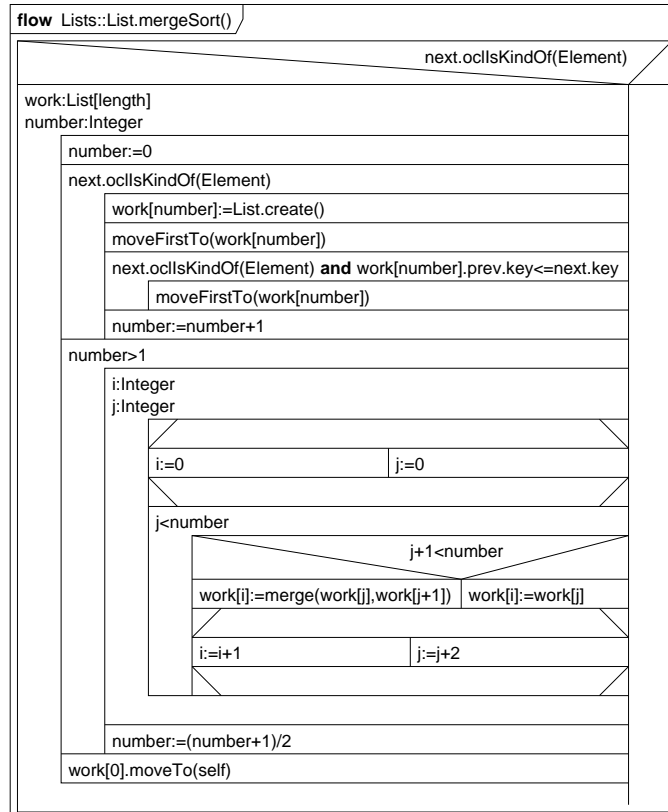 flow Lists::List.mergeSort()
next.oclIsKindOf(Element)
work:List[length]
number:Integer
number:=0
next.oclIsKindOf(Element)
work[number]:=List.create()
moveFirstTo(work[number])
next.oclIsKindOf(Element) and work[number].prev.key<=next.key
moveFirstTo(work[number])
number:=number+1
number>1
i:Integer
j:Integer
i:=0 j:=0
j<number
j+1<number
work[i]:=merge(work[j],work[j+1]) work[i]:=work[j]
i:=i+1 j:=j+2
number:=(number+1)/2
work[0].moveTo(self)